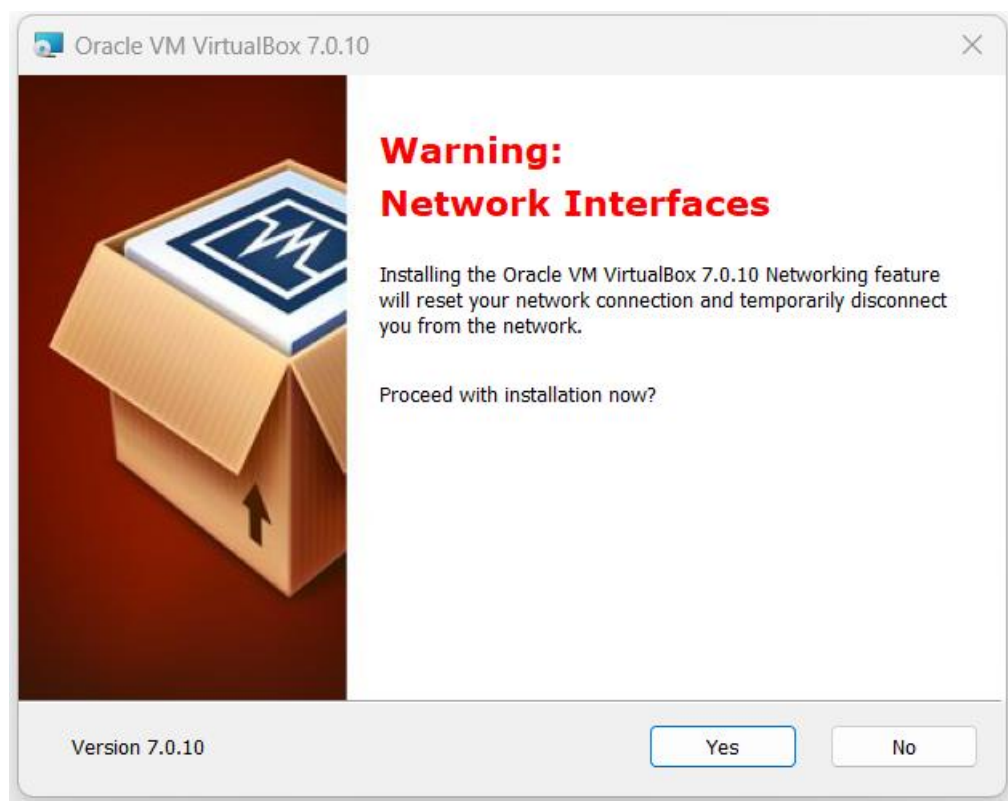 Oracle VM VirtualBox 7.0.10
Warning:
Network Interfaces
Installing the Oracle VM VirtualBox 7.0.10 Networking feature
will reset your network connection and temporarily disconnect
you from the network.
Proceed with installation now?
Version 7.0.10
Yes
No